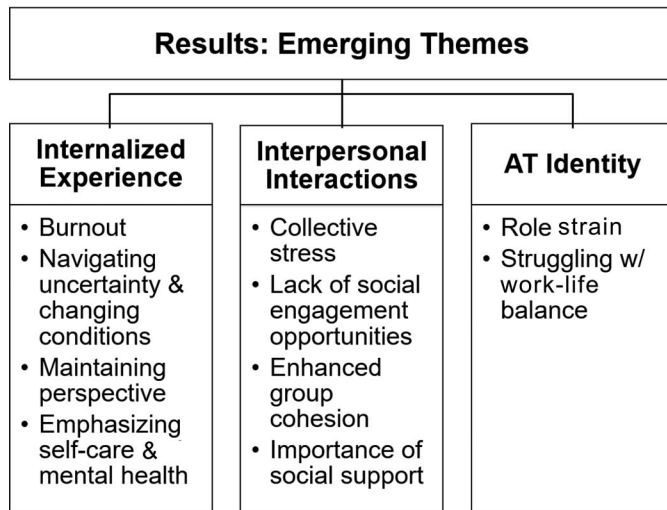 Results: Emerging Themes
Internalized
Experience
• Burnout
• Navigating
uncertainty &
changing
conditions
• Maintaining
perspective
• Emphasizing
self-care &
mental health
Interpersonal
Interactions
• Collective
stress
• Lack of social
engagement
opportunities
• Enhanced
group
cohesion
• Importance of
social support
AT Identity
• Role strain
• Struggling w/
work-life
balance